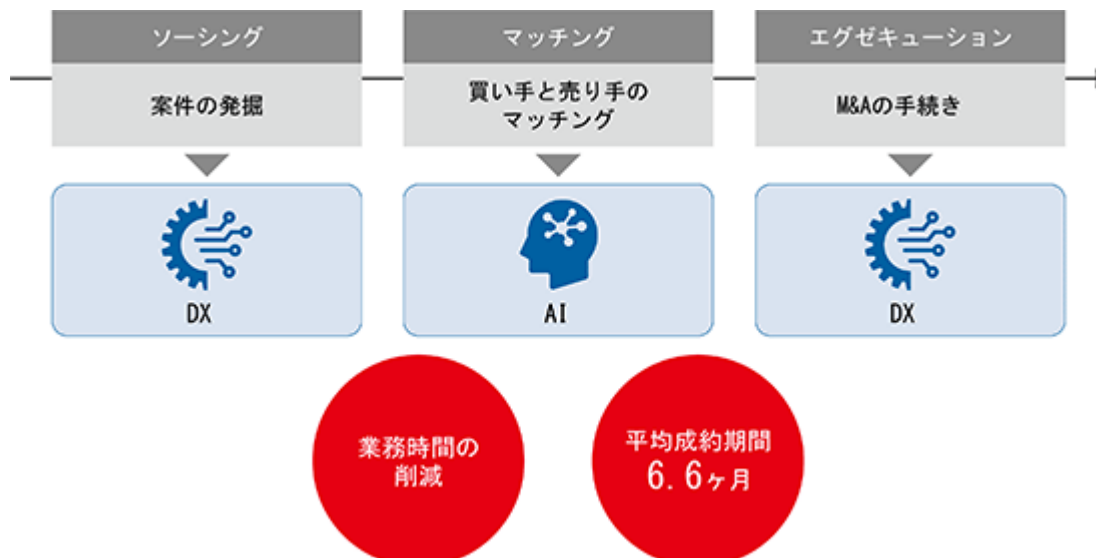 ソーシング
マッチング
エグゼキューション
案件の発掘
買い手と売り手の
マッチング
M&Aの手続き
DX
AI
DX
業務時間の
削減
平均成約期間
6.6ヶ月